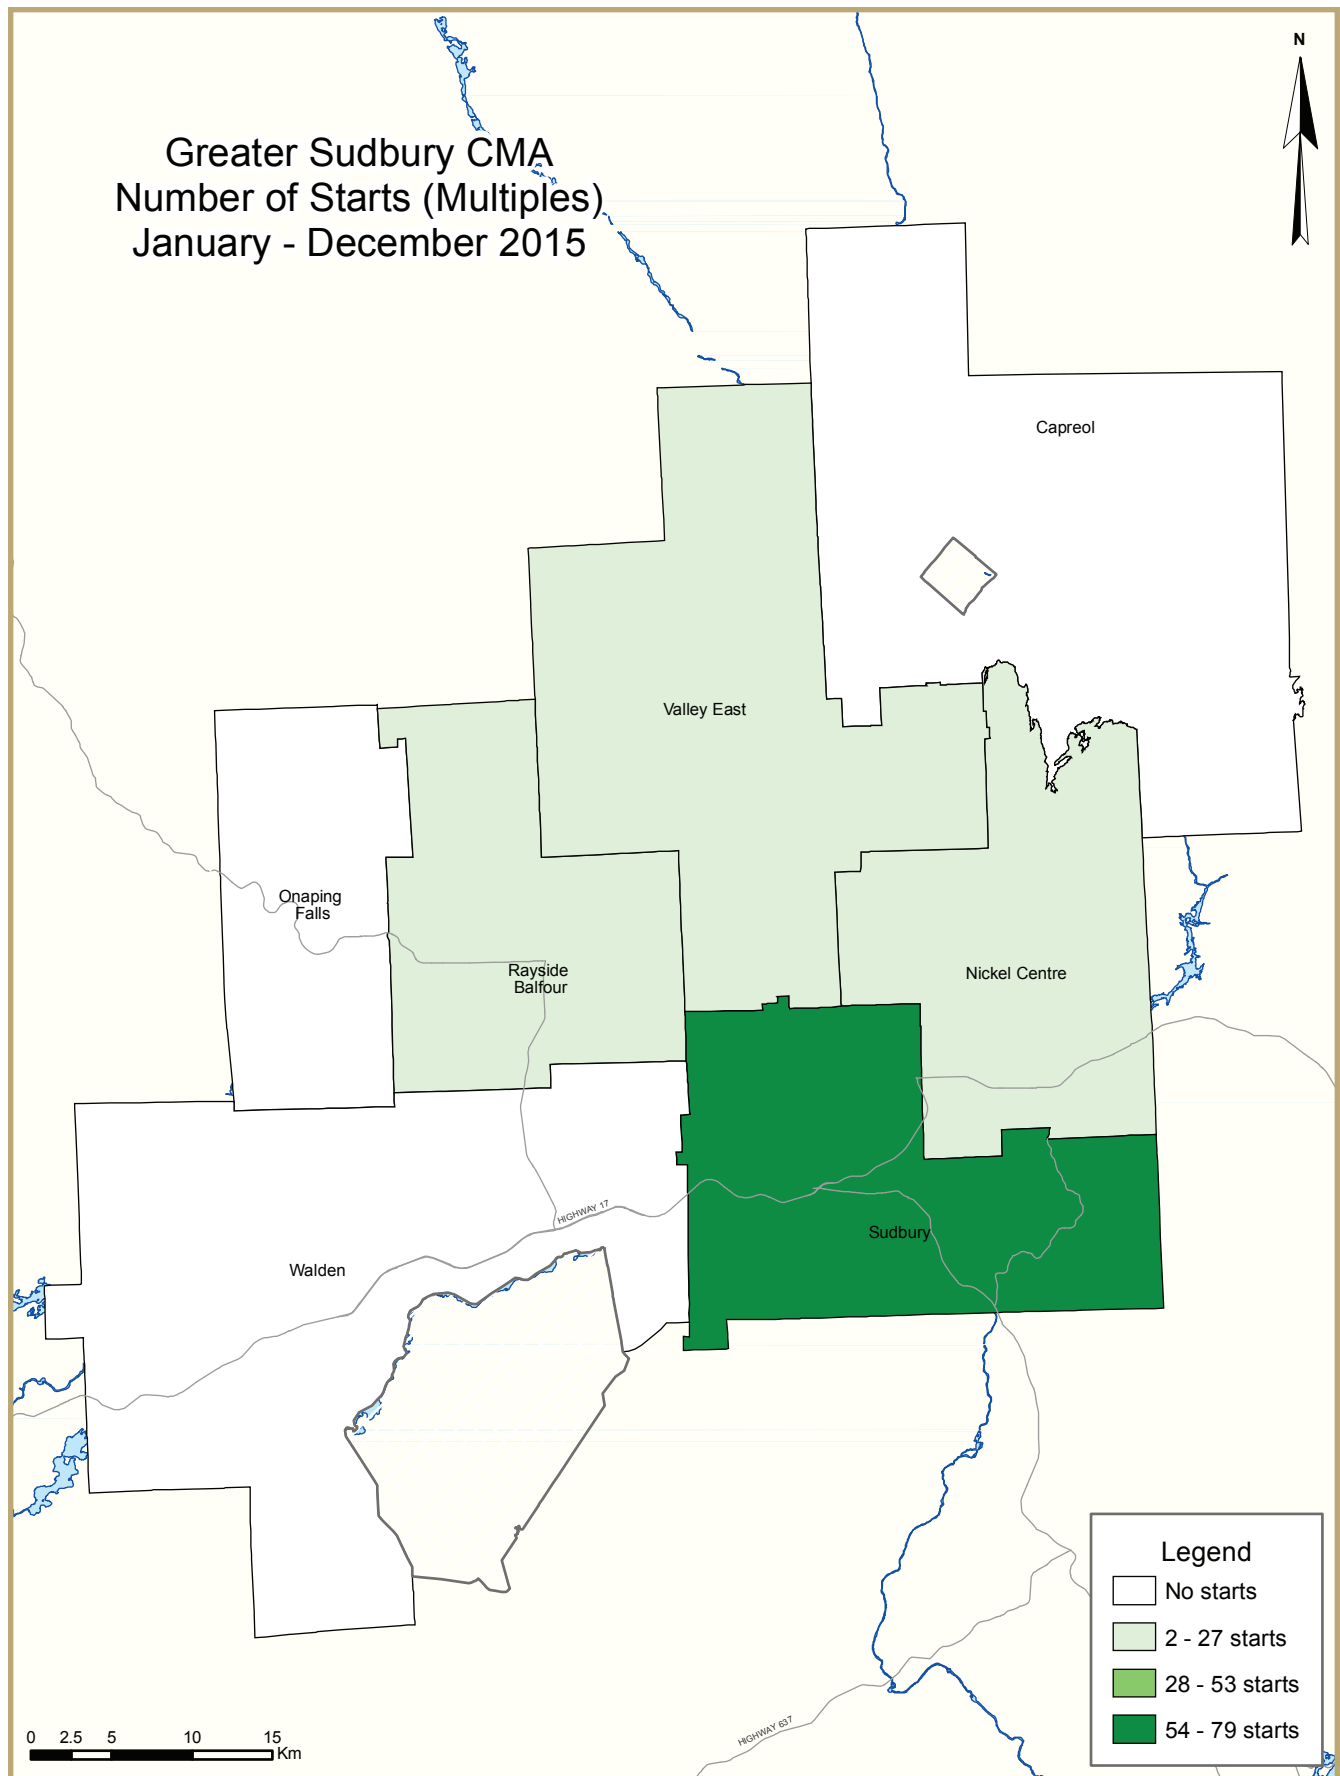 N
Greater Sudbury CMA
Number of Starts (Multiples)
January - December 2015
Capreol
Valley East
Onaping
Falls
Rayside
Balfour
Nickel Centre
HIGHWAY 17
Sudbury
Walden
Legend
No starts
2 - 27 starts
28 - 53 starts
54 - 79 starts
HIGHWAY 637
0 2.5 5 10 15
Km